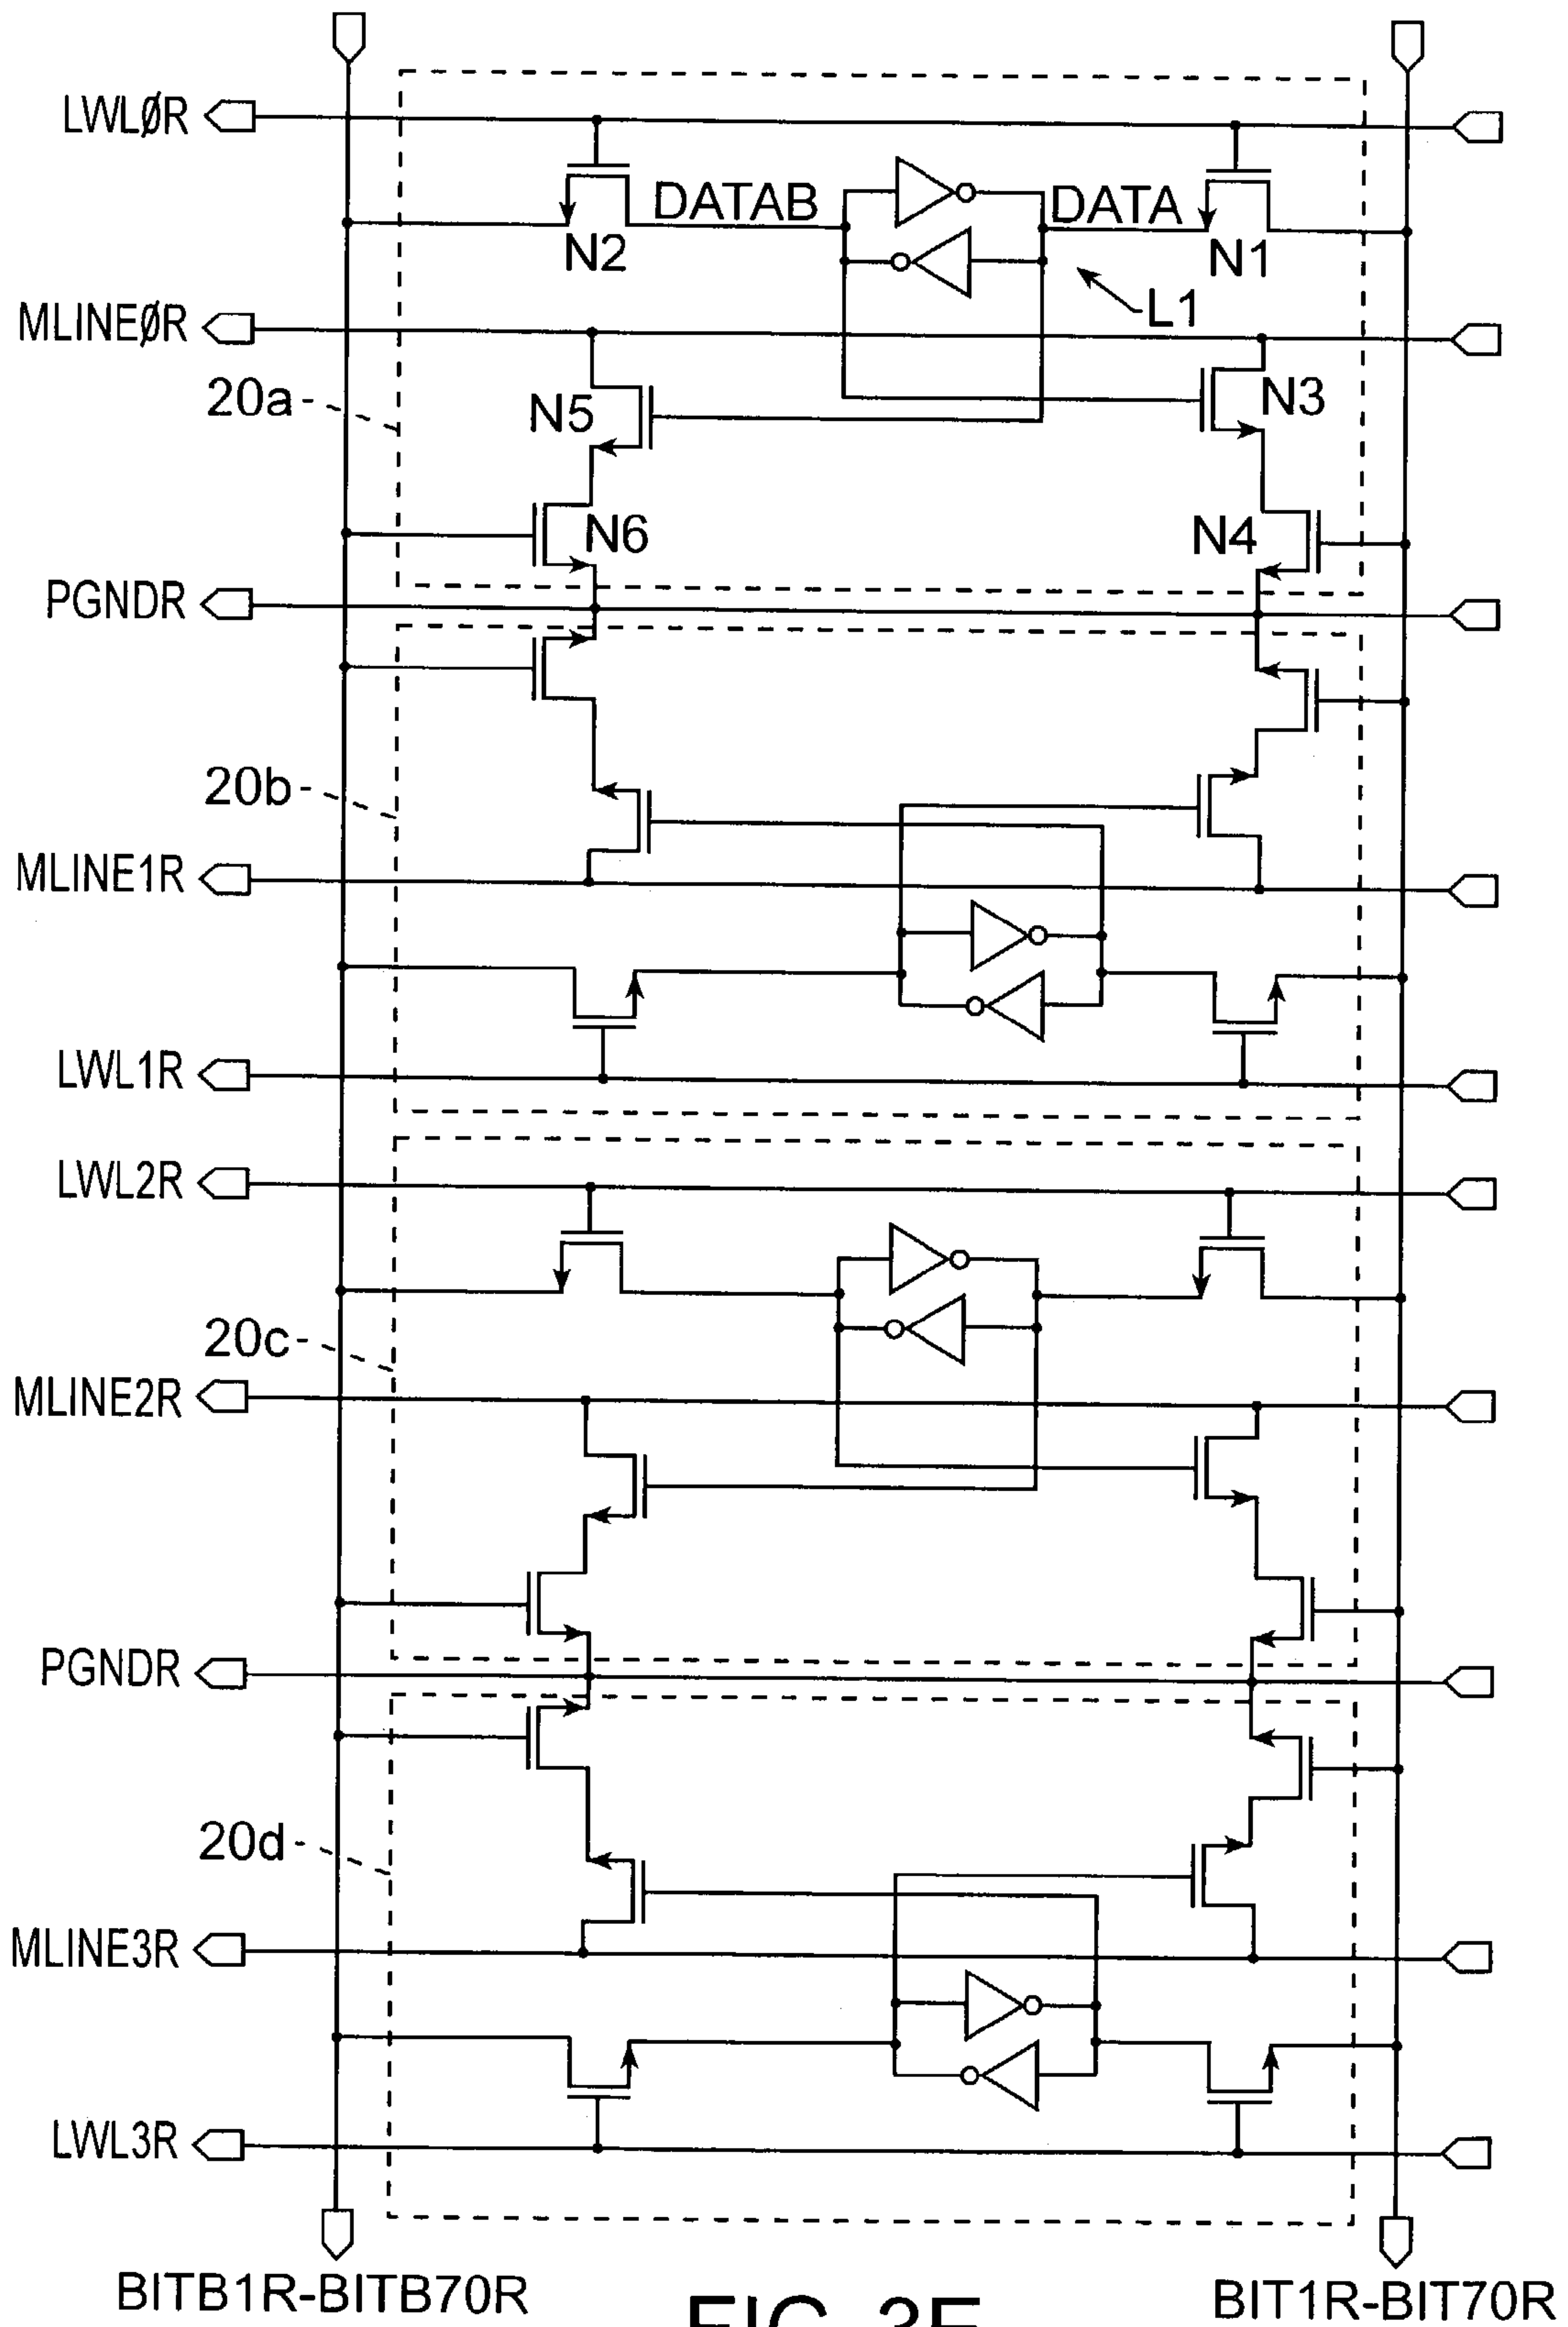 LWLØR
DATAB
DATA
N2
N1
MLINEØR
L1
20a
N5
N3
N6
N4
PGNDR
20b
MLINE1R
LWL1R
LWL2R
20c
MLINE2R
PGNDR
20d
MLINE3R
LWL3R
BITB1R-BITB70R
BIT1R-BIT70R